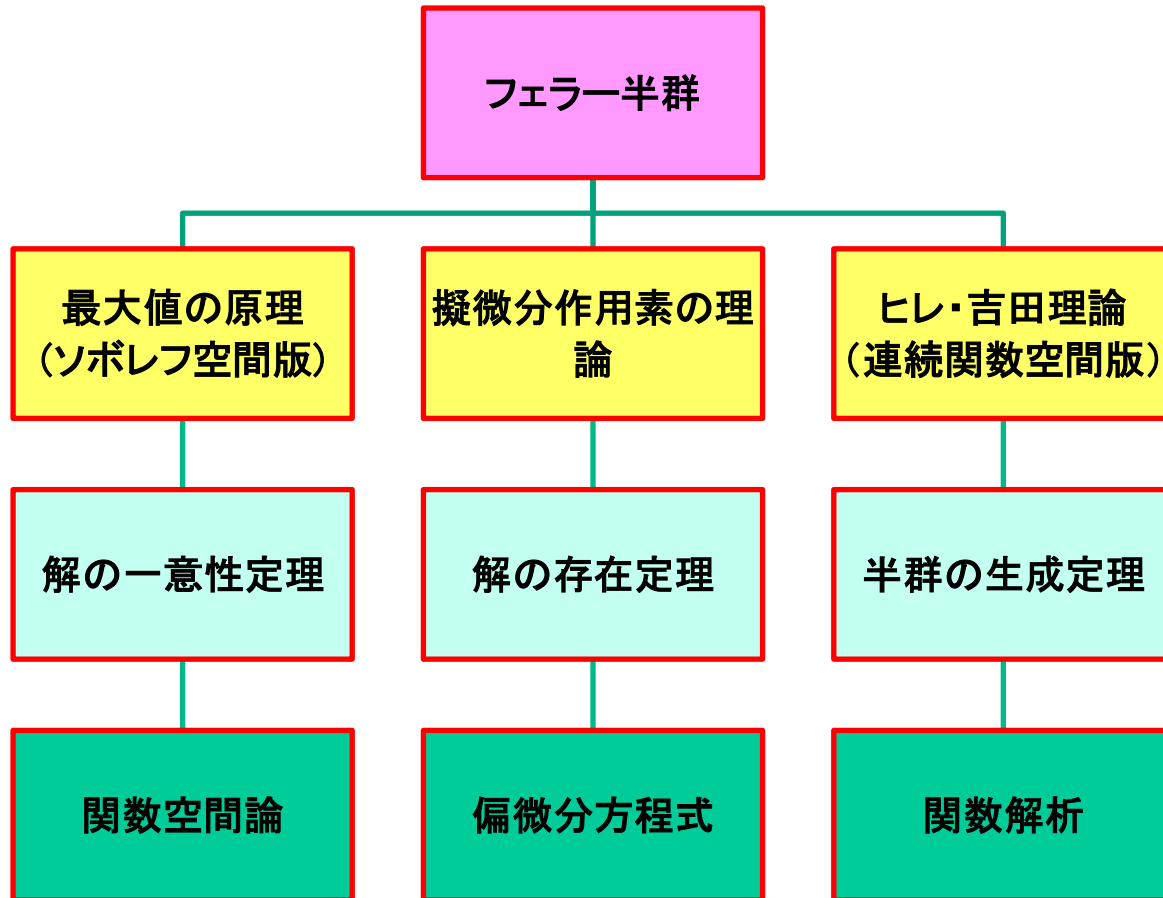 フェラー半群
最大値の原理
(ソボレフ空間版)
擬微分作用素の理
論
ヒレ・吉田理論
(連続関数空間版)
解の一意性定理
解の存在定理
半群の生成定理
関数空間論
偏微分方程式
関数解析